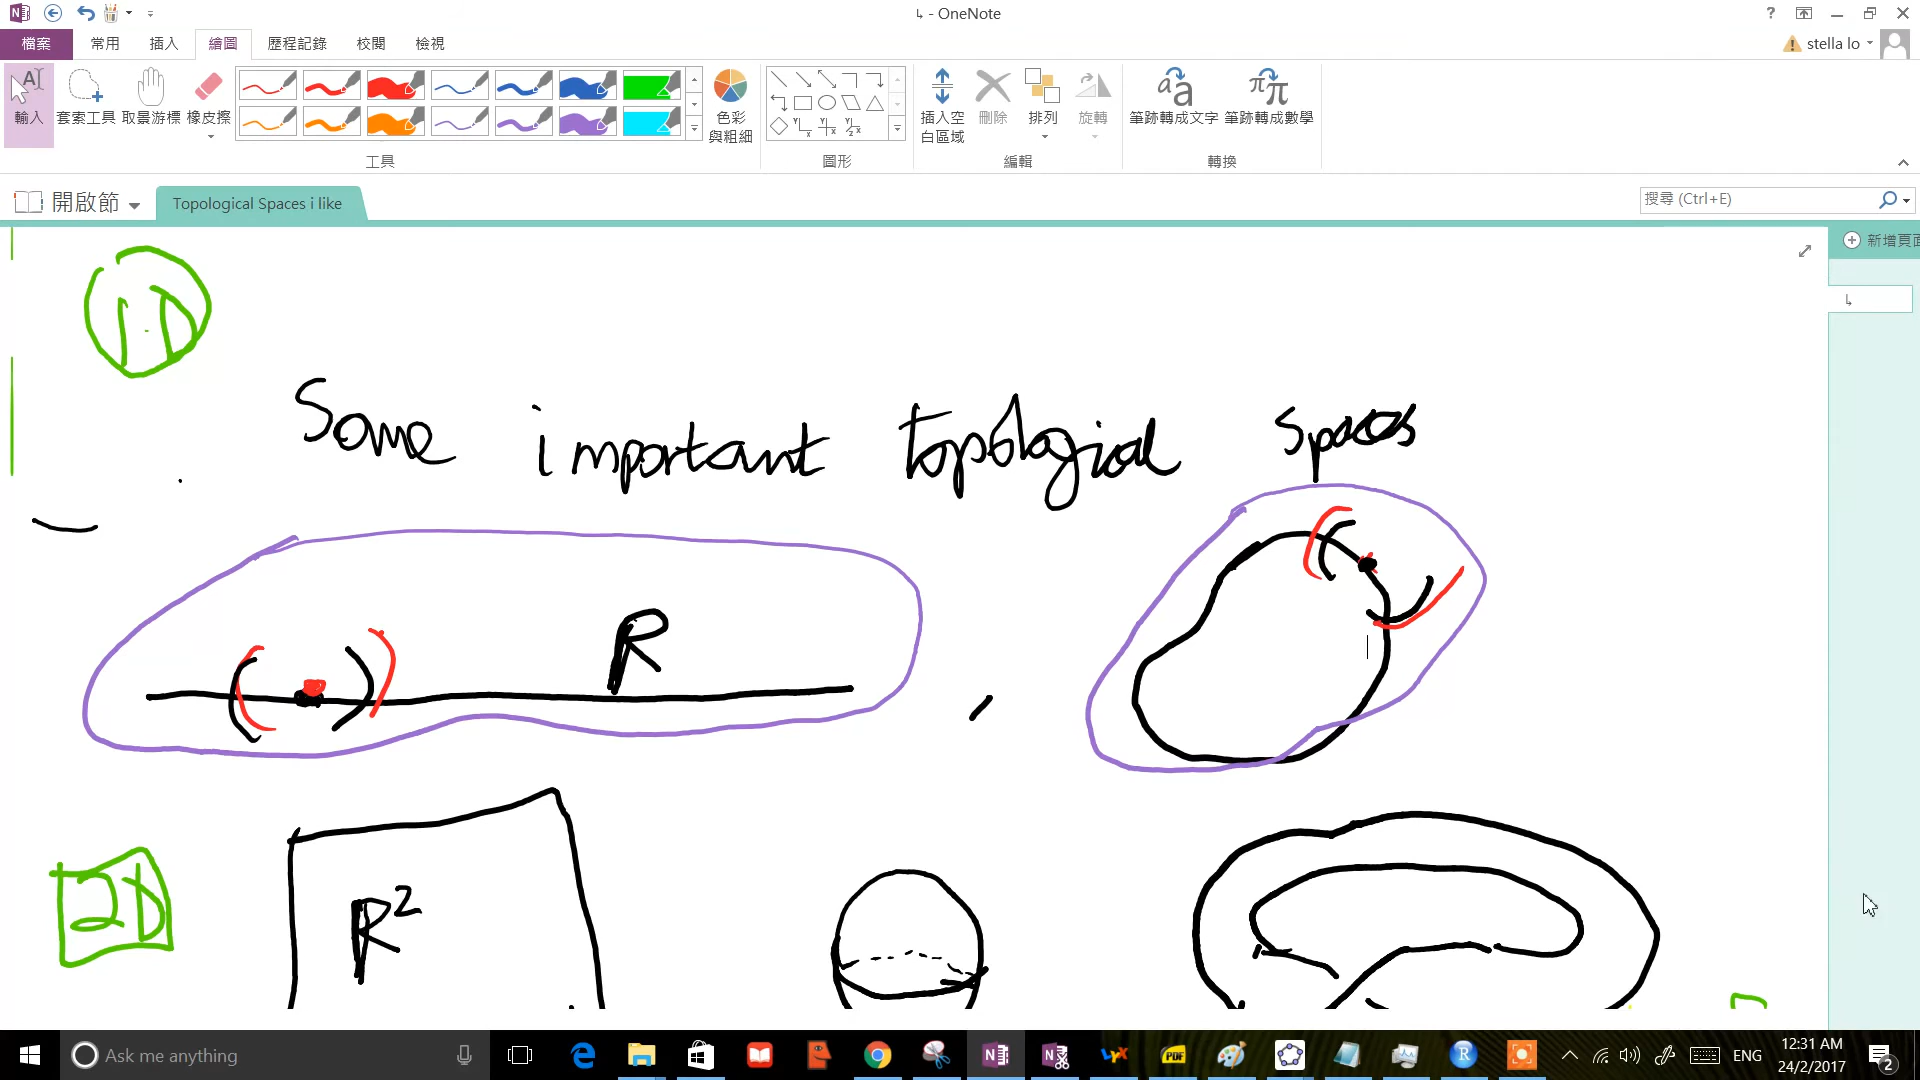 ↳ - OneNote
?
檔案 常用 插入 繪圖 歷程記錄 校閱 檢視
stella lo
輸入 套索工具 取景游標 橡皮擦
色彩與粗細
插入空白區域 刪除 排列 旋轉
筆跡轉成文字 筆跡轉成數學
工具 圖形 編輯 轉換
開啟節
Topological Spaces i like
搜尋 (Ctrl+E)
新增頁面
↳
1D
Some important topological spaces
R
,
2D
R²
Ask me anything
ENG
12:31 AM
24/2/2017
2